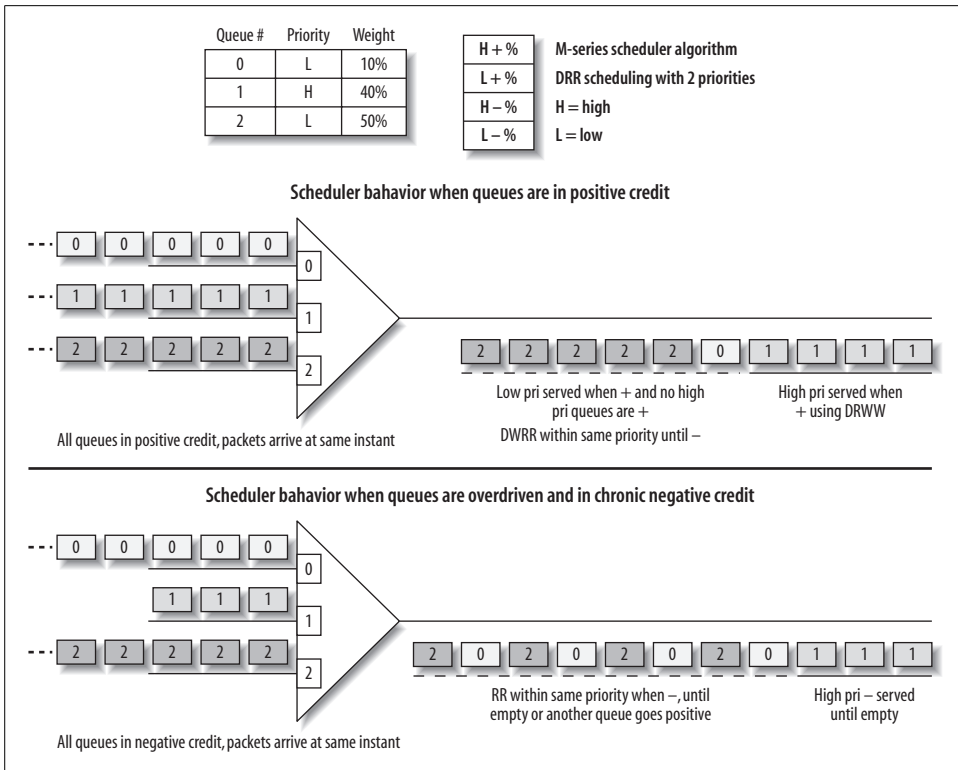 Queue # Priority Weight
0 L 10%
1 H 40%
2 L 50%
H + % M-series scheduler algorithm
L + % DRR scheduling with 2 priorities
H – % H = high
L – % L = low
Scheduler bahavior when queues are in positive credit
0 0 0 0 0
0
1 1 1 1 1
1
2 2 2 2 2
2
2 2 2 2 2 0 1 1 1 1
Low pri served when + and no high
pri queues are +
DWRR within same priority until –
High pri served when
+ using DRWW
All queues in positive credit, packets arrive at same instant
Scheduler bahavior when queues are overdriven and in chronic negative credit
0 0 0 0 0
0
1 1 1
1
2 2 2 2 2
2
2 0 2 0 2 0 2 0 1 1 1
RR within same priority when –, until
empty or another queue goes positive
High pri – served
until empty
All queues in negative credit, packets arrive at same instant